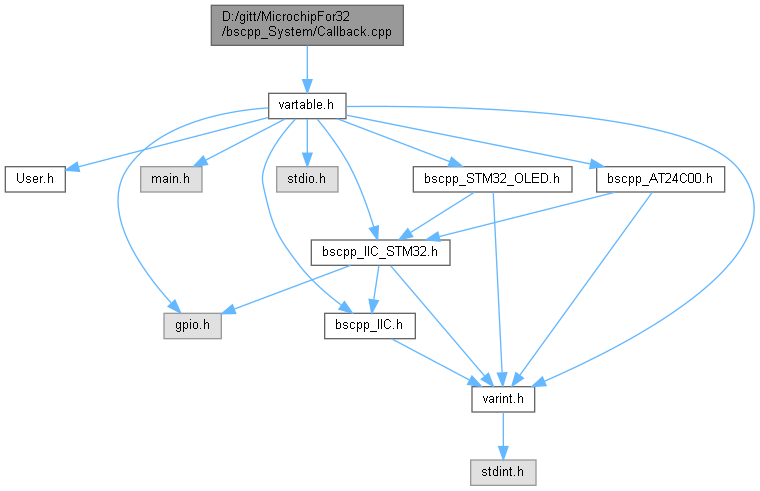 D:/gitt/MicrochipFor32
/bscpp_System/Callback.cpp
vartable.h
User.h
main.h
stdio.h
bscpp_STM32_OLED.h
bscpp_AT24C00.h
bscpp_IIC_STM32.h
gpio.h
bscpp_IIC.h
varint.h
stdint.h